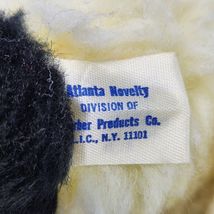 Atlanta Novelty
DIVISION OF
rber Products Co.
.I.C., N.Y. 11101